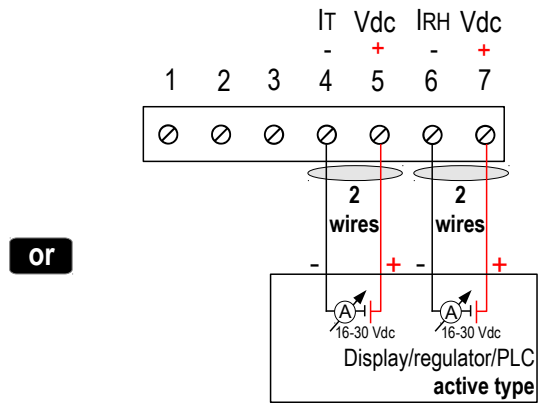 IT Vdc IRH Vdc
- + - +
1 2 3 4 5 6 7
2 wires 2 wires
or
- + - +
A A
16-30 Vdc 16-30 Vdc
Display/regulator/PLC
active type